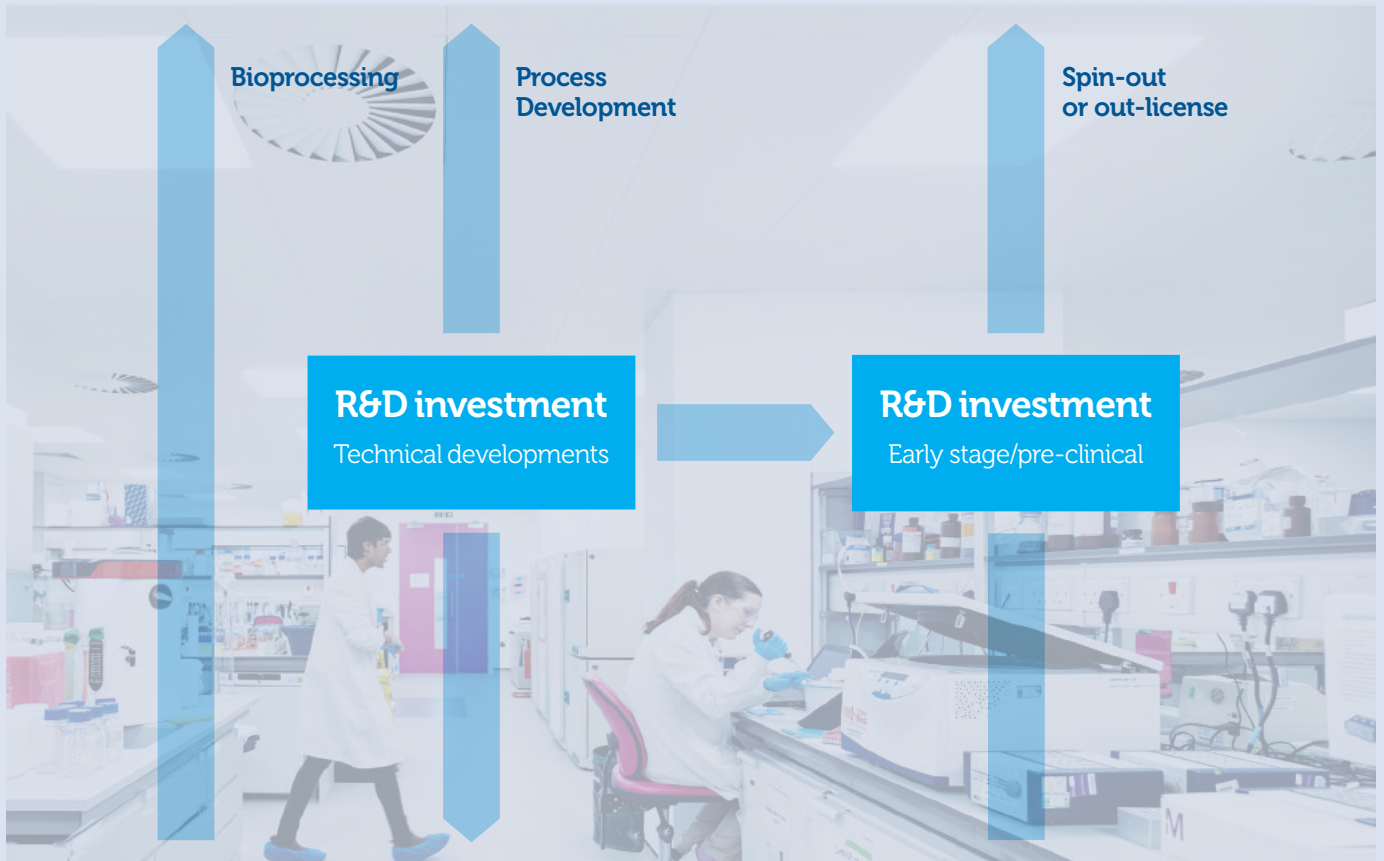 Bioprocessing
Process
Development
Spin-out
or out-license
R&D investment
Technical developments
R&D investment
Early stage/pre-clinical
M